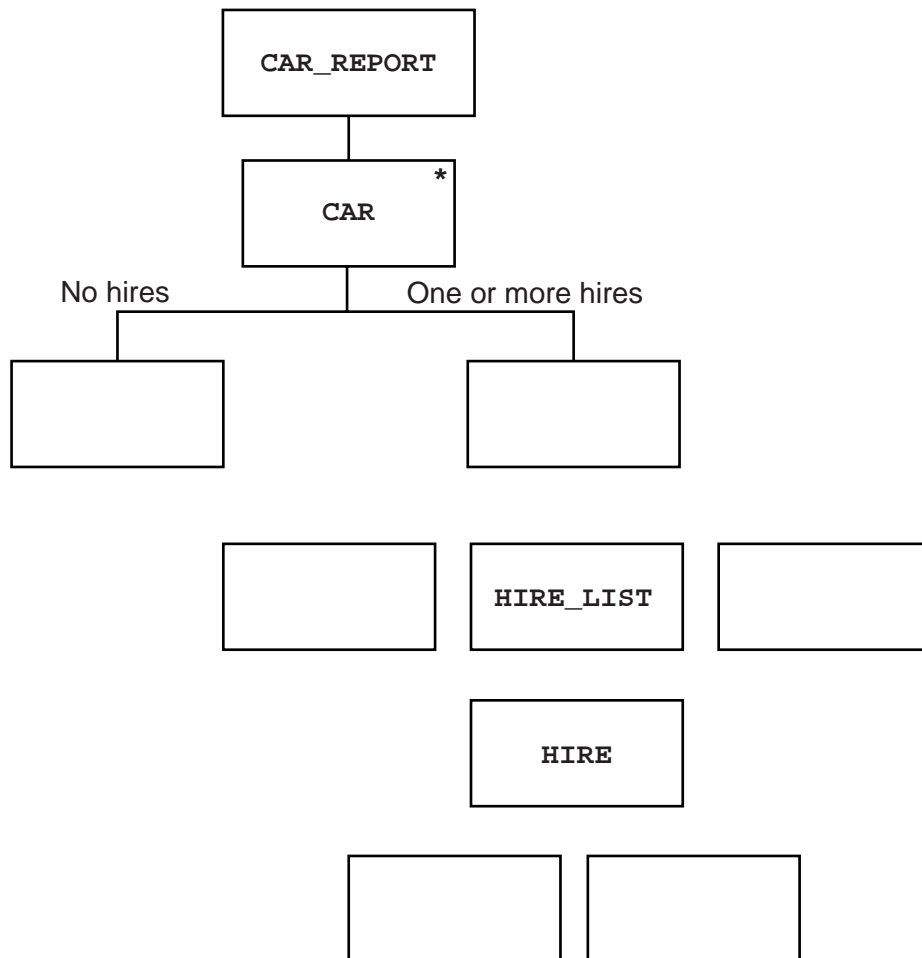 CAR_REPORT
*
CAR
No hires
One or more hires
HIRE_LIST
HIRE